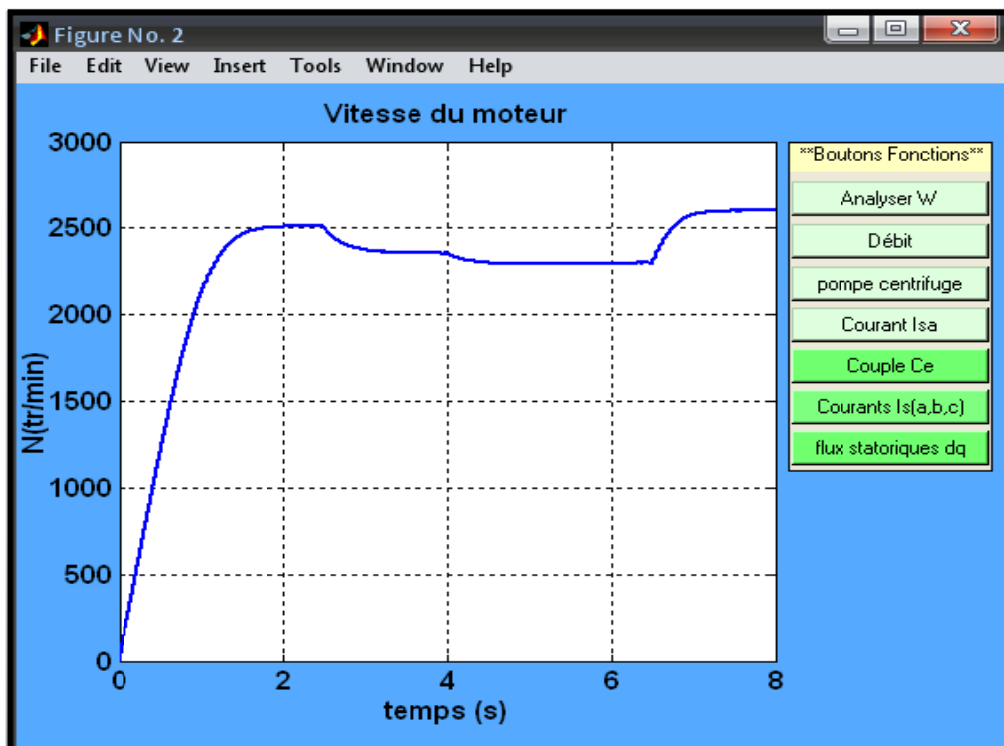 Figure No. 2
File Edit View Insert Tools Window Help
Vitesse du moteur
3000
2500
2000
1500
1000
500
0
N(tr/min)
0 2 4 6 8
temps (s)
**Boutons Fonctions**
Analyser W
Débit
pompe centrifuge
Courant Isa
Couple Ce
Courants Is(a,b,c)
flux statoriques dq